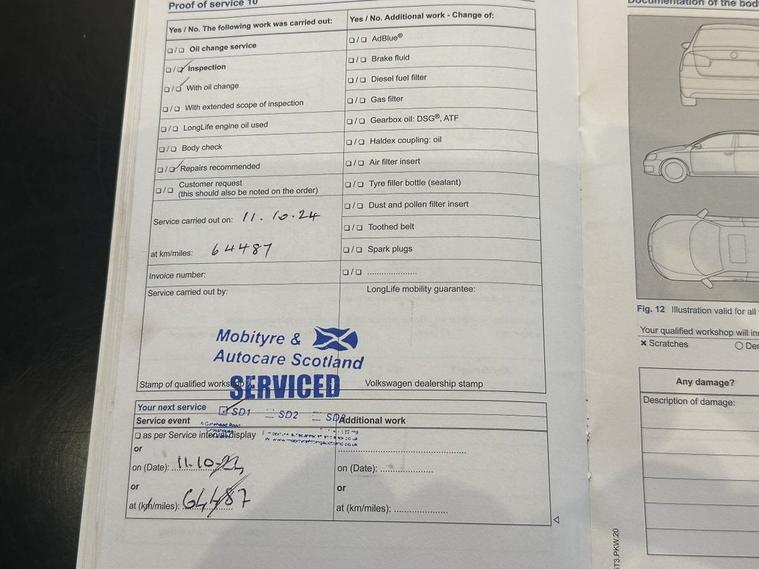 Proof of service 10
Yes / No. The following work was carried out:
☐/☐ Oil change service
☐/☑ Inspection
☐/☑ With oil change
☐/☐ With extended scope of inspection
☐/☐ LongLife engine oil used
☐/☐ Body check
☐/☑ Repairs recommended
☐/☐ Customer request
(this should also be noted on the order)
Service carried out on: 11.10.24
at km/miles: 64487
Invoice number:
Service carried out by:
Yes / No. Additional work - Change of:
☐/☐ AdBlue®
☐/☐ Brake fluid
☐/☐ Diesel fuel filter
☐/☐ Gas filter
☐/☐ Gearbox oil: DSG®, ATF
☐/☐ Haldex coupling: oil
☐/☐ Air filter insert
☐/☐ Tyre filler bottle (sealant)
☐/☐ Dust and pollen filter insert
☐/☐ Toothed belt
☐/☐ Spark plugs
☐/☐ ......................
LongLife mobility guarantee:
Mobityre &
Autocare Scotland
SERVICED
Stamp of qualified
Volkswagen dealership stamp
Your next service
SD1 SD2
Service event
☐ as per Service interval display
or
on (Date): 11.10
or
at (km/miles): 64487
Additional work
on (Date): ................
or
at (km/miles): ................
Documentation of the
Fig. 12 Illustration valid for all
Your qualified workshop will
× Scratches
Any damage?
Description of damage: